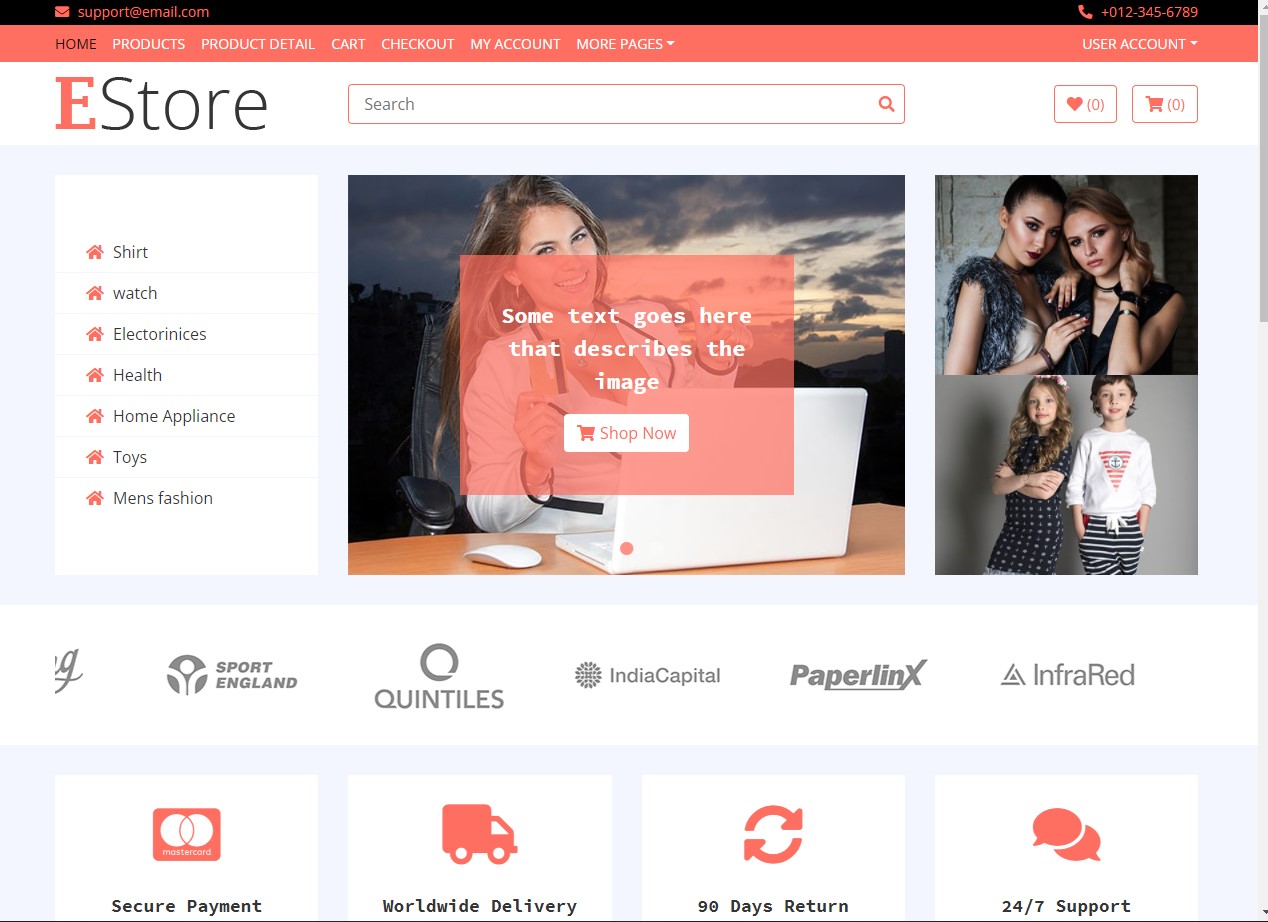 support@email.com
+012-345-6789
HOME PRODUCTS PRODUCT DETAIL CART CHECKOUT MY ACCOUNT MORE PAGES
USER ACCOUNT
EStore
Search
(0)
(0)
Shirt
watch
Electorinices
Health
Home Appliance
Toys
Mens fashion
Some text goes here
that describes the
image
Shop Now
SPORT
ENGLAND
QUINTILES
IndiaCapital
PaperlinX
InfraRed
mastercard
Secure Payment
Worldwide Delivery
90 Days Return
24/7 Support